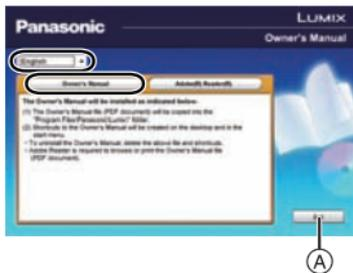 Panasonic
LUMIX
Owner's Manual
English
Owner's Manual
Adobe(R) Reader(R)
The Owner's Manual will be installed as indicated below.
(1) The Owner's Manual file (PDF document) will be copied into the
"Program Files\Panasonic\Lumix\" folder.
(2) Shortcuts to the Owner's Manual will be created on the desktop and in the
start menu.
• To uninstall the Owner's Manual, delete the above file and shortcuts.
• Adobe Reader is required to browse or print the Owner's Manual file
(PDF document).
A